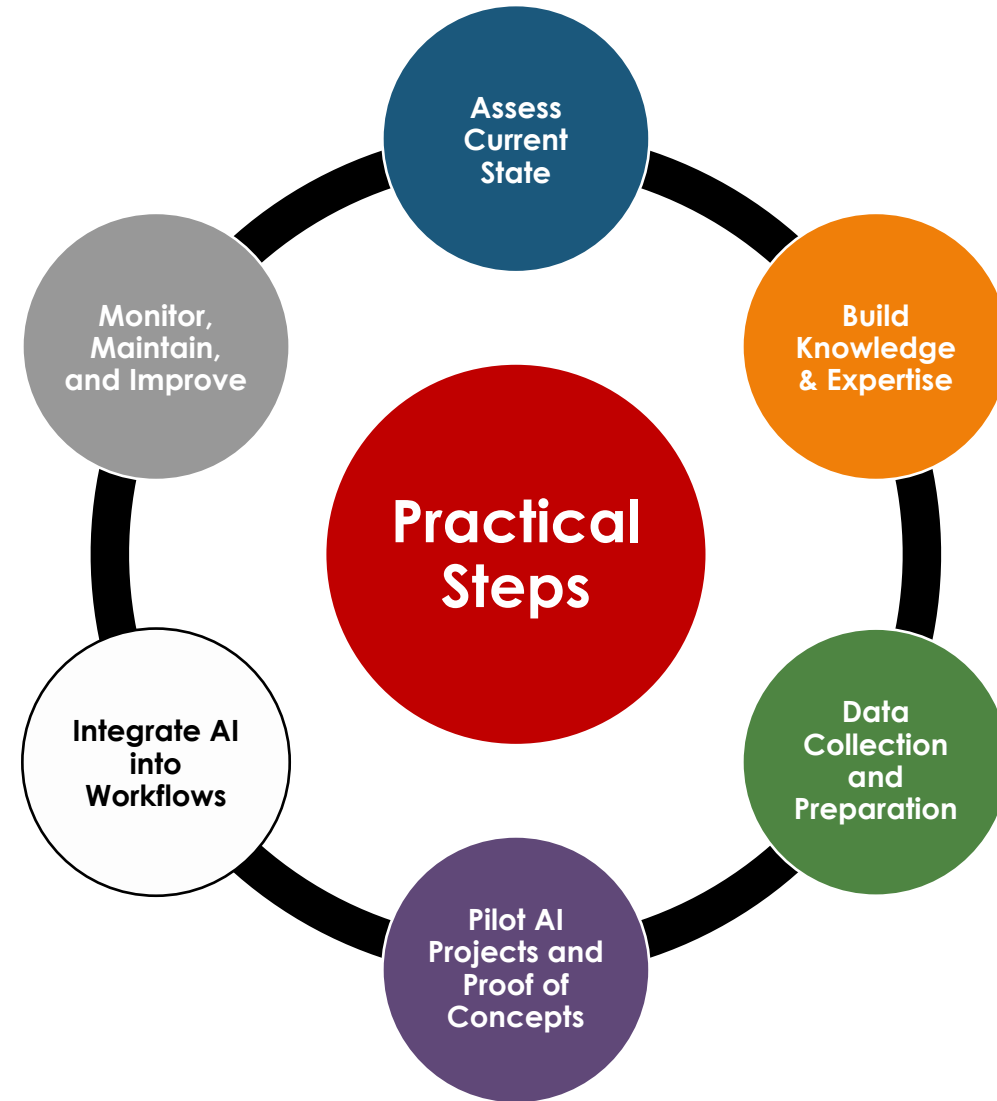 Assess
Current
State
Build
Knowledge
& Expertise
Data
Collection
and
Preparation
Pilot AI
Projects and
Proof of
Concepts
Integrate AI
into
Workflows
Monitor,
Maintain,
and Improve
Practical
Steps